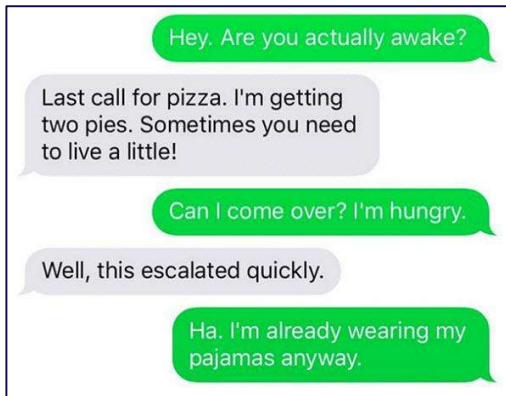 Hey. Are you actually awake?
Last call for pizza. I'm getting
two pies. Sometimes you need
to live a little!
Can I come over? I'm hungry.
Well, this escalated quickly.
Ha. I'm already wearing my
pajamas anyway.